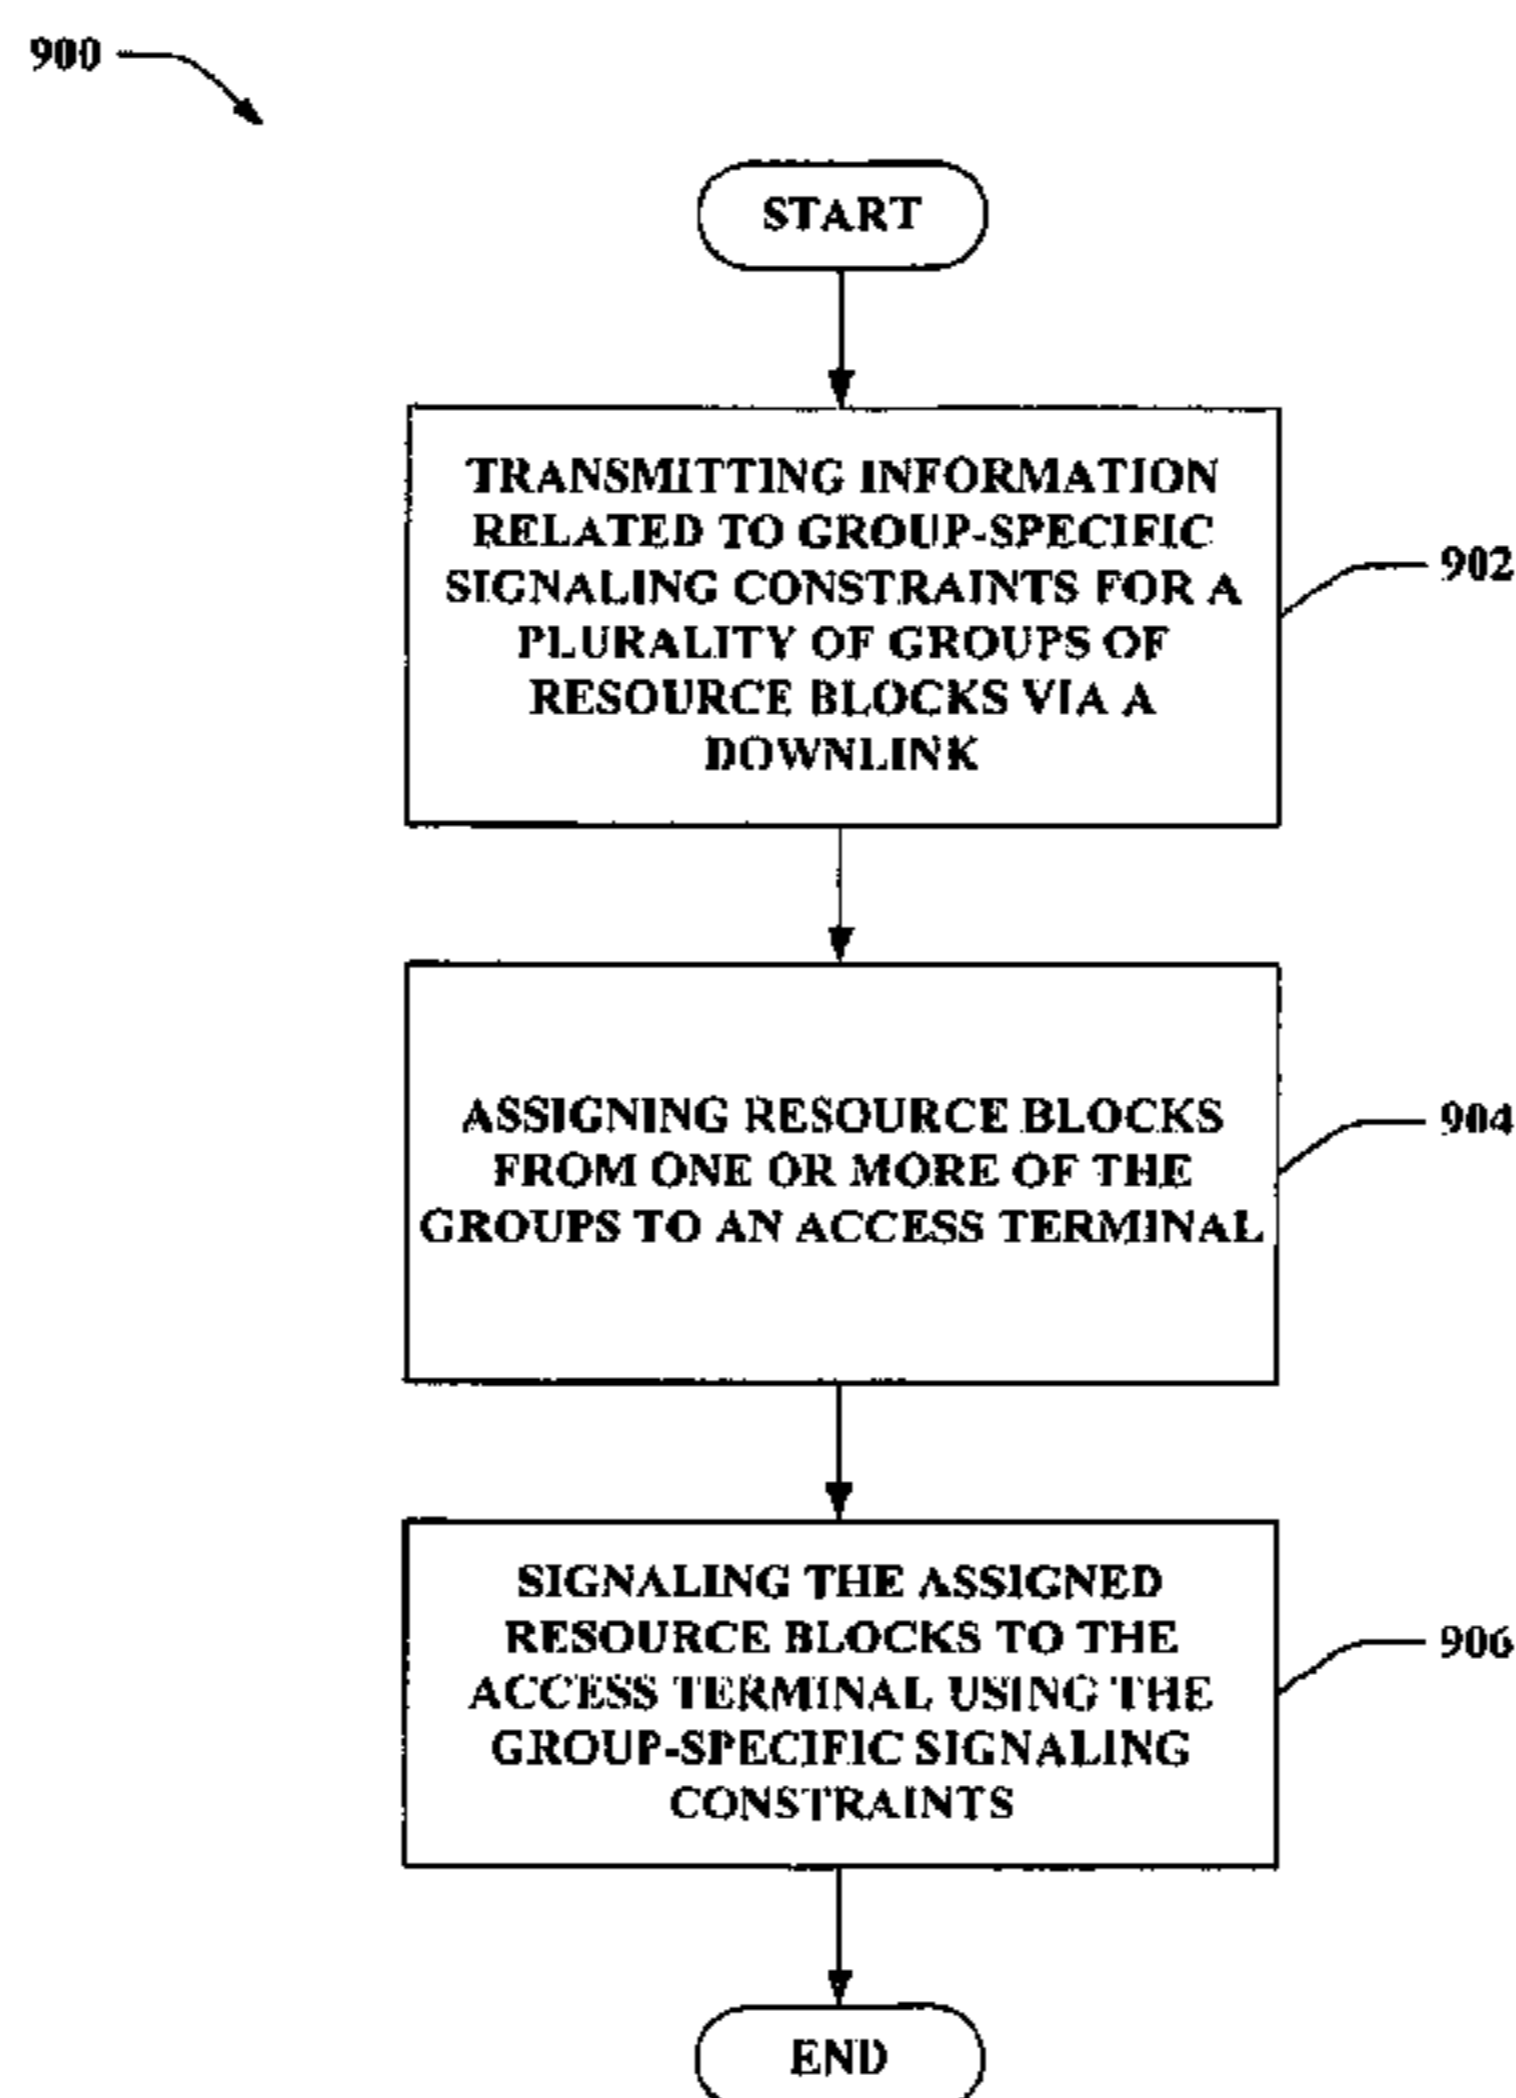 900
START
TRANSMITTING INFORMATION
RELATED TO GROUP-SPECIFIC
SIGNALING CONSTRAINTS FOR A
PLURALITY OF GROUPS OF
RESOURCE BLOCKS VIA A
DOWNLINK
902
ASSIGNING RESOURCE BLOCKS
FROM ONE OR MORE OF THE
GROUPS TO AN ACCESS TERMINAL
904
SIGNALING THE ASSIGNED
RESOURCE BLOCKS TO THE
ACCESS TERMINAL USING THE
GROUP-SPECIFIC SIGNALING
CONSTRAINTS
906
END